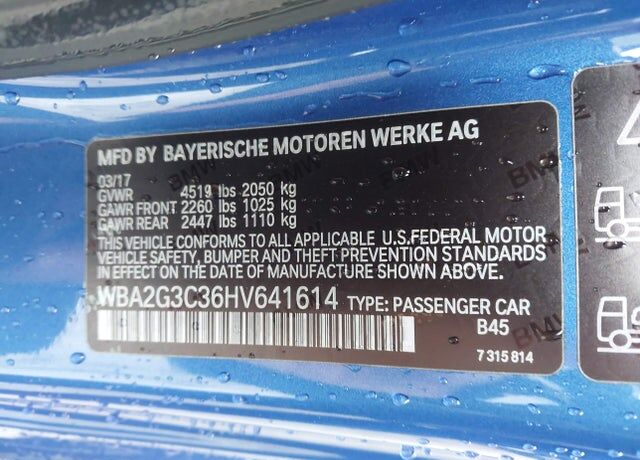 MFD BY BAYERISCHE MOTOREN WERKE AG
03/17
GVWR 4519 lbs 2050 kg
GAWR FRONT 2260 lbs 1025 kg
GAWR REAR 2447 lbs 1110 kg
THIS VEHICLE CONFORMS TO ALL APPLICABLE U.S.FEDERAL MOTOR
VEHICLE SAFETY, BUMPER AND THEFT PREVENTION STANDARDS
IN EFFECT ON THE DATE OF MANUFACTURE SHOWN ABOVE.
WBA2G3C36HV641614 TYPE: PASSENGER CAR
B45
7 315 814